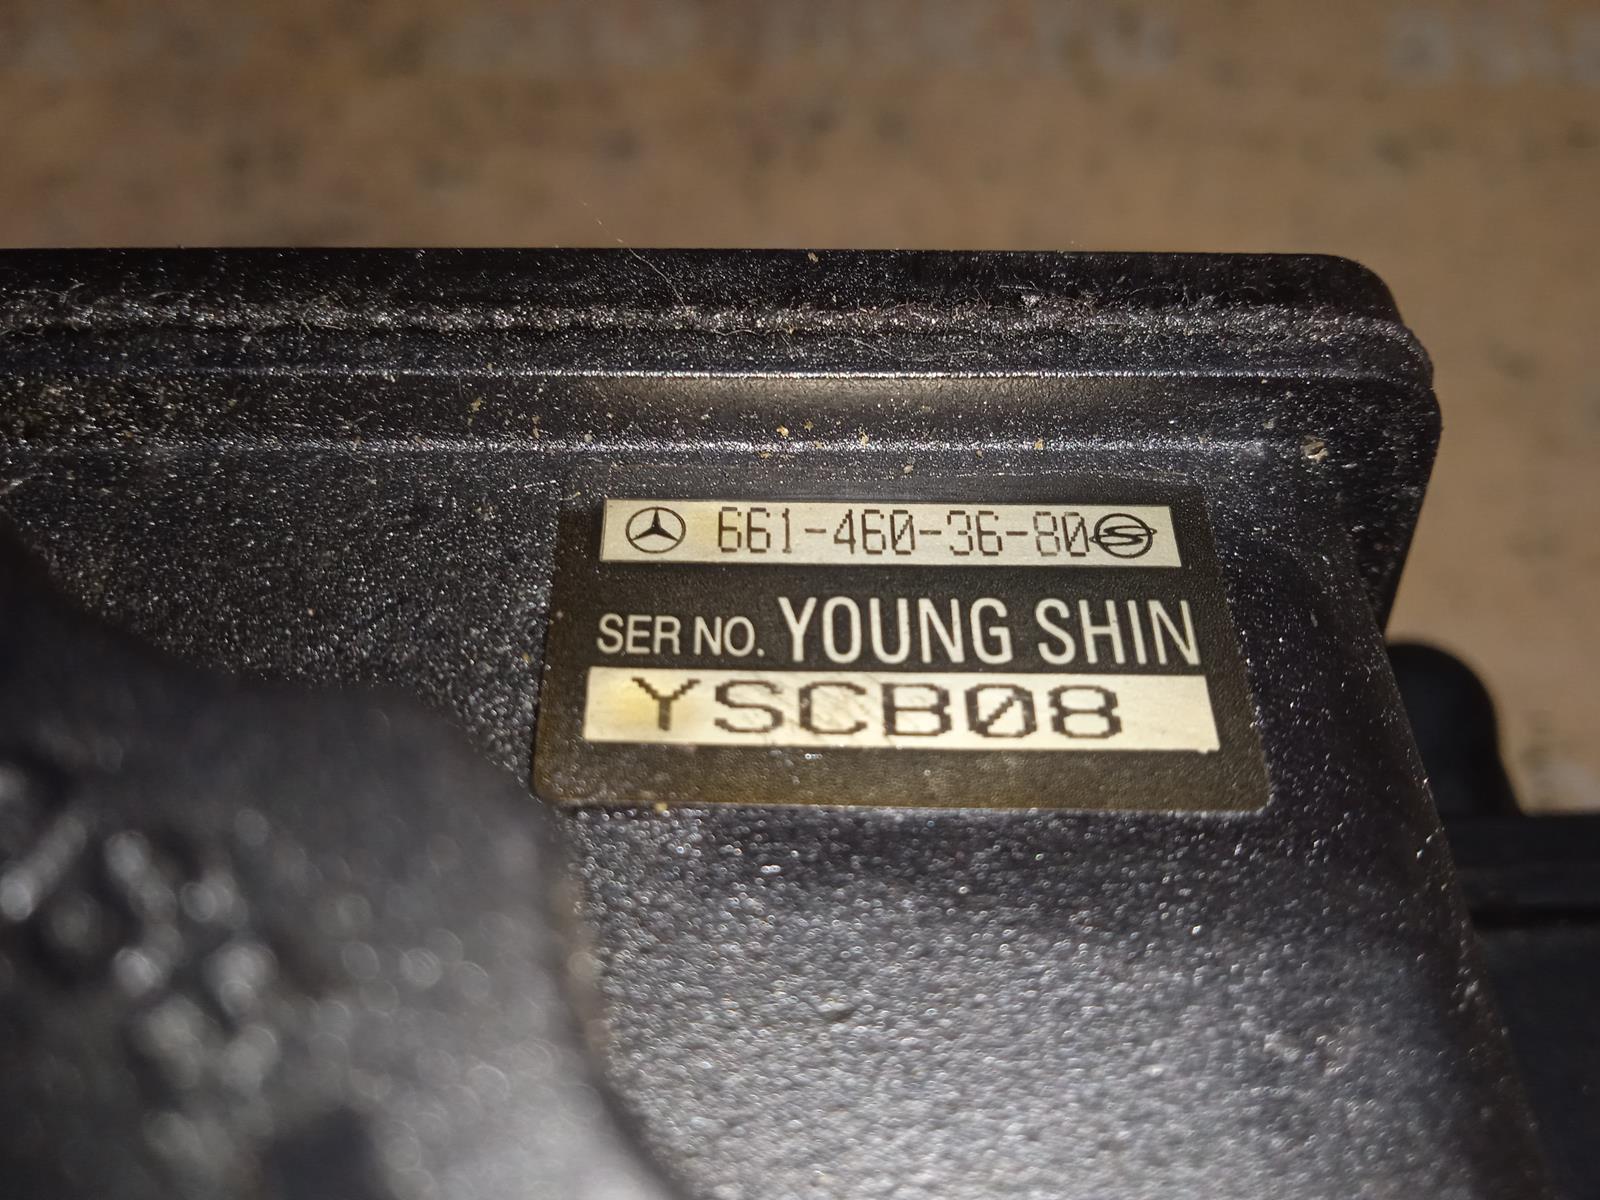 661-460-36-80
SER NO. YOUNG SHIN
YSCB08